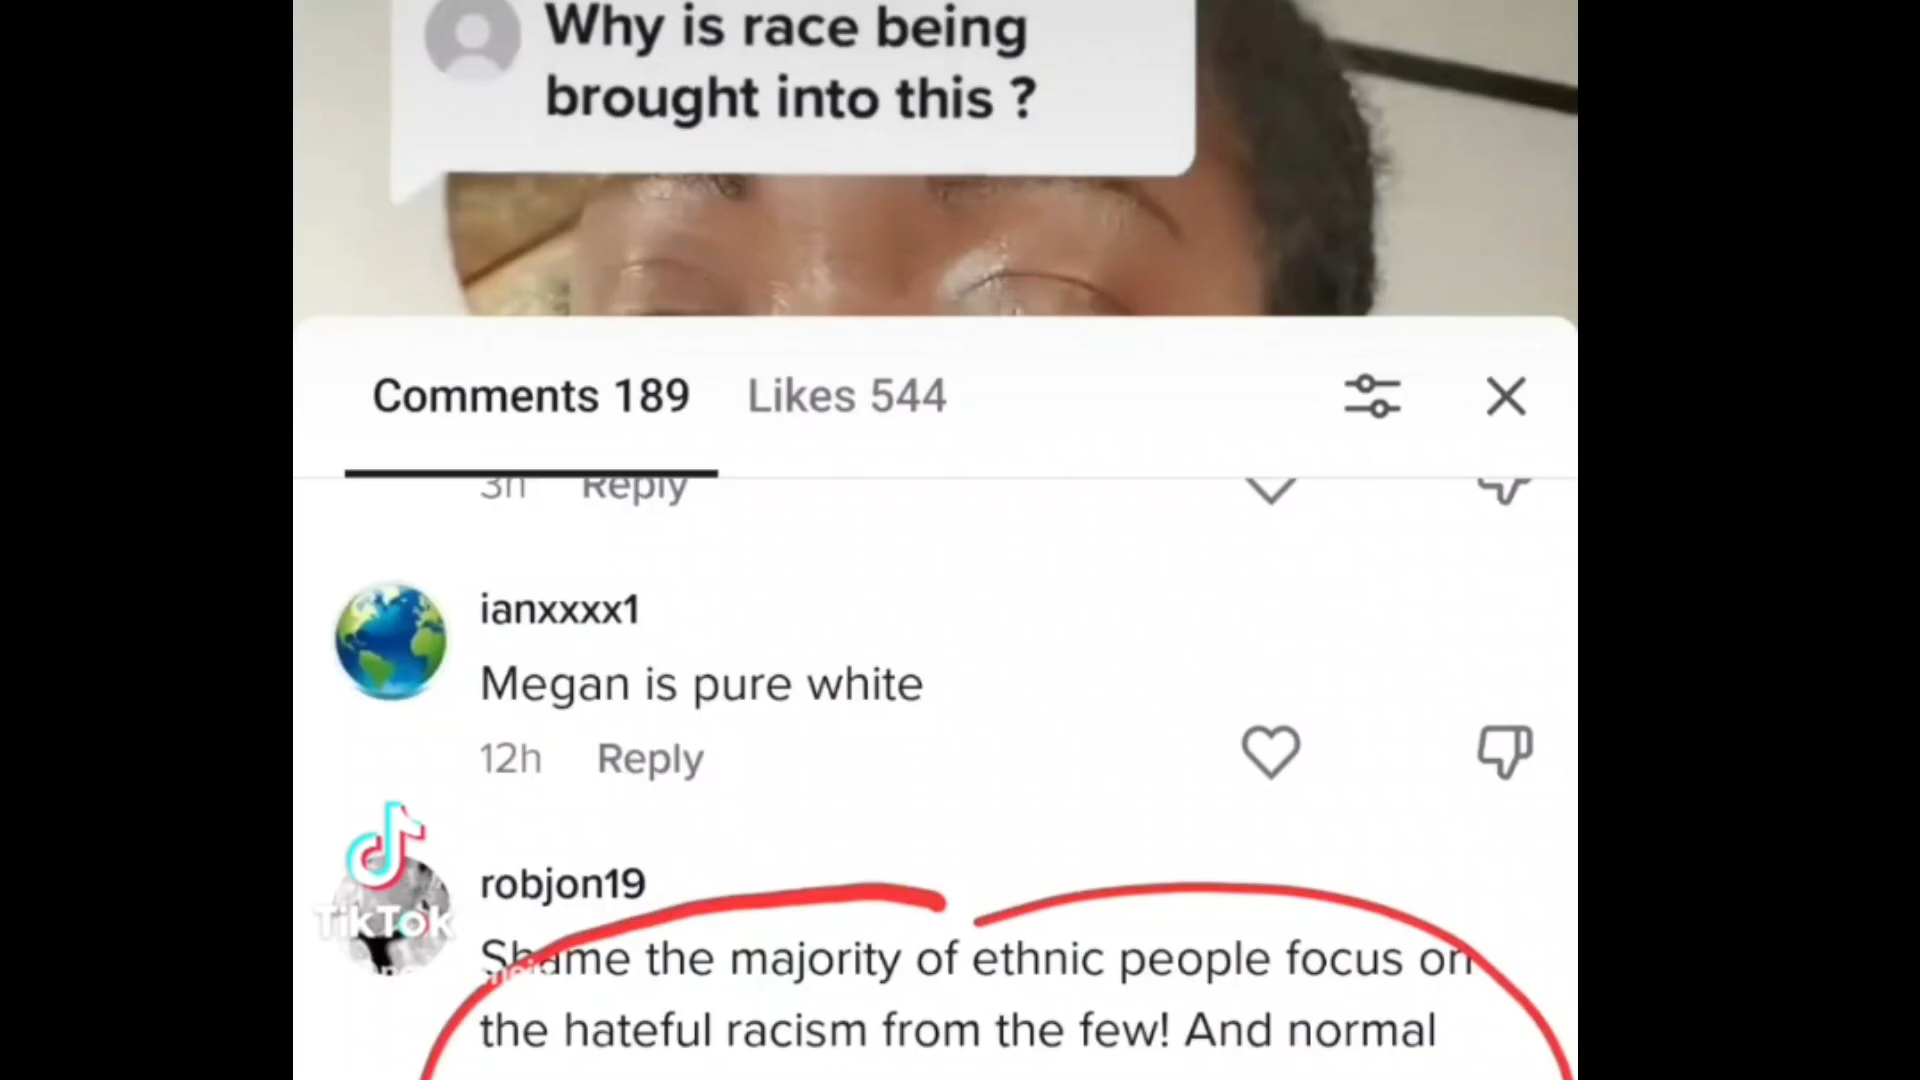 Why is race being
brought into this ?
Comments 189 Likes 544
3h Reply
ianxxxx1
Megan is pure white
12h Reply
TikTok
robjon19
Shame the majority of ethnic people focus on
the hateful racism from the few! And normal